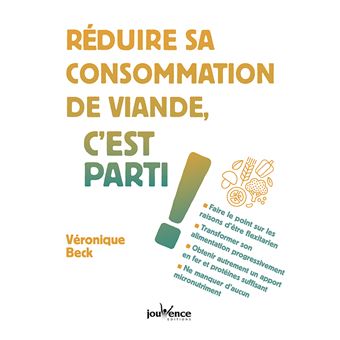 RÉDUIRE SA
CONSOMMATION
DE VIANDE,
C'EST
PARTI !
Véronique
Beck
• Faire le point sur les
raisons d'être flexitarien
• Transformer son
alimentation progressivement
• Obtenir autrement un apport
en fer et protéines suffisant
• Ne manquer d'aucun
micronutriment
jouvence
EDITIONS